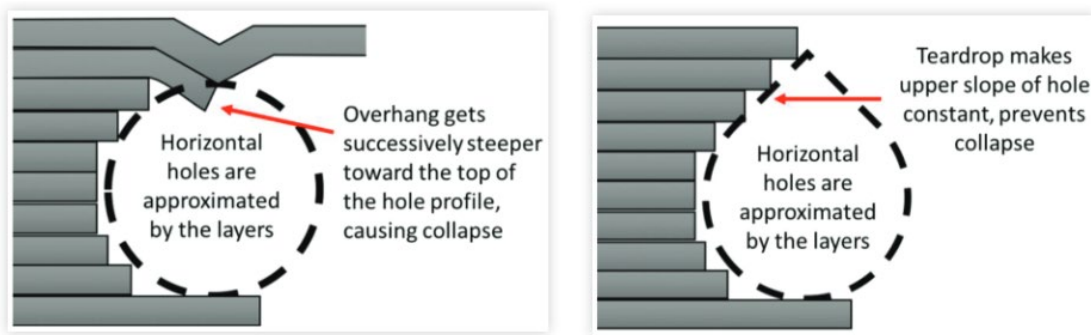 Horizontal
holes are
approximated
by the layers
Overhang gets
successively steeper
toward the top of
the hole profile,
causing collapse
Teardrop makes
upper slope of hole
constant, prevents
collapse
Horizontal
holes are
approximated
by the layers